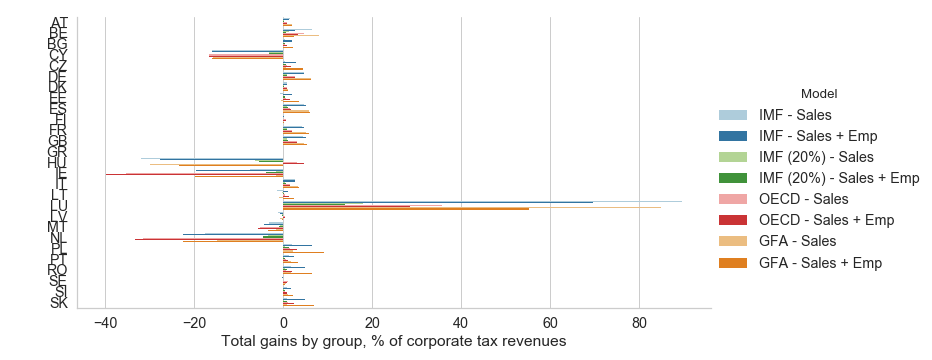 AT
BE
BG
CY
CZ
DE
DK
EE
ES
FI
FR
GB
GR
HU
IE
IT
LT
LU
LV
MT
NL
PL
PT
RO
SE
SI
SK
−40 −20 0 20 40 60 80
Total gains by group, % of corporate tax revenues
Model
IMF - Sales
IMF - Sales + Emp
IMF (20%) - Sales
IMF (20%) - Sales + Emp
OECD - Sales
OECD - Sales + Emp
GFA - Sales
GFA - Sales + Emp